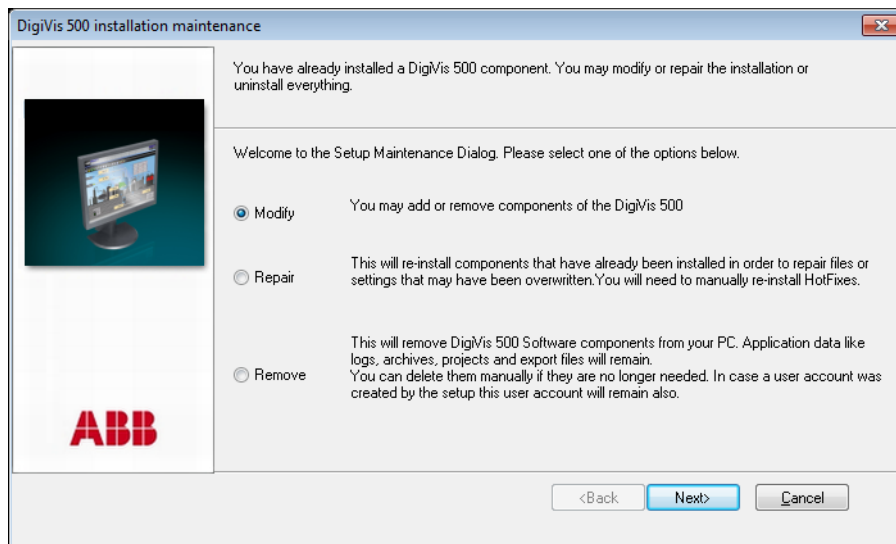 DigiVis 500 installation maintenance
You have already installed a DigiVis 500 component. You may modify or repair the installation or
uninstall everything.
Welcome to the Setup Maintenance Dialog. Please select one of the options below.
Modify
You may add or remove components of the DigiVis 500
Repair
This will re-install components that have already been installed in order to repair files or
settings that may have been overwritten.You will need to manually re-install HotFixes.
Remove
This will remove DigiVis 500 Software components from your PC. Application data like
logs, archives, projects and export files will remain.
You can delete them manually if they are no longer needed. In case a user account was
created by the setup this user account will remain also.
ABB
<Back
Next>
Cancel